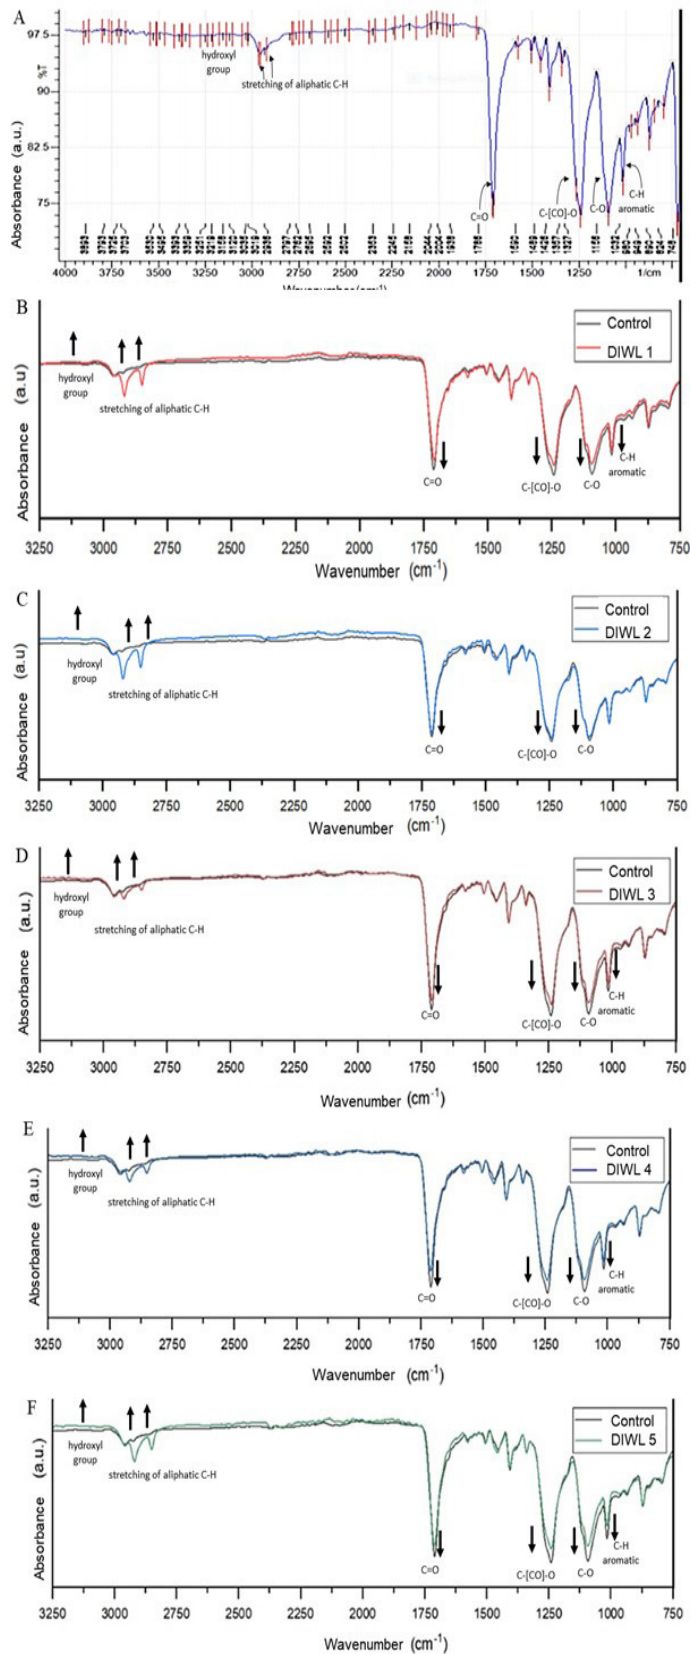 A
97.5
%T
90
82.5
75
Absorbance (a.u.)
hydroxyl
group
stretching of aliphatic C-H
C=O
C-[CO]-O
C-O
C-H
aromatic
4000 3750 3500 3250 3000 2750 2500 2250 2000 1750 1500 1250 1/cm
B
Control
DIWL 1
hydroxyl
group
stretching of aliphatic C-H
C=O
C-[CO]-O
C-O
C-H
aromatic
Absorbance (a.u)
3250 3000 2750 2500 2250 2000 1750 1500 1250 1000 750
Wavenumber (cm-1)
C
Control
DIWL 2
hydroxyl
group
stretching of aliphatic C-H
C=O
C-[CO]-O
C-O
Absorbance (a.u)
3250 3000 2750 2500 2250 2000 1750 1500 1250 1000 750
Wavenumber (cm-1)
D
Control
DIWL 3
hydroxyl
group
stretching of aliphatic C-H
C=O
C-[CO]-O
C-O
C-H
aromatic
Absorbance (a.u.)
3250 3000 2750 2500 2250 2000 1750 1500 1250 1000 750
Wavenumber (cm-1)
E
Control
DIWL 4
hydroxyl
group
stretching of aliphatic C-H
C=O
C-[CO]-O
C-O
C-H
aromatic
Absorbance (a.u.)
3250 3000 2750 2500 2250 2000 1750 1500 1250 1000 750
Wavenumber (cm-1)
F
Control
DIWL 5
hydroxyl
group
stretching of aliphatic C-H
C=O
C-[CO]-O
C-O
C-H
aromatic
Absorbance (a.u.)
3250 3000 2750 2500 2250 2000 1750 1500 1250 1000 750
Wavenumber (cm-1)